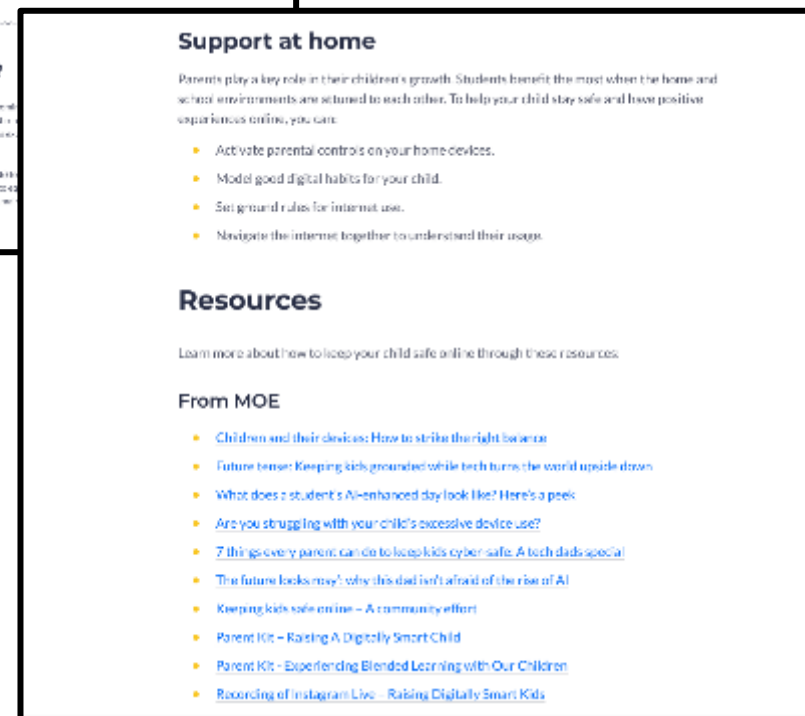 Support at home
Parents play a key role in their children's growth. Students benefit the most when the home and
school environments are attuned to each other. To help your child stay safe and have positive
experiences online, you can:
Activate parental controls on your home devices.
Model good digital habits for your child.
Set ground rules for internet use.
Navigate the internet together to understand their usage.
Resources
Learn more about how to keep your child safe online through these resources:
From MOE
Children and their devices: How to strike the right balance
Future tense: Keeping kids grounded while tech turns the world upside down
What does a student's AI-enhanced day look like? Here's a peek
Are you struggling with your child's excessive device use?
7 things every parent can do to keep kids cyber-safe: A tech dads special
'The future looks rosy': why this dad isn't afraid of the rise of AI
Keeping kids safe online – A community effort
Parent Kit – Raising A Digitally Smart Child
Parent Kit - Experiencing Blended Learning with Our Children
Recording of Instagram Live – Raising Digitally Smart Kids